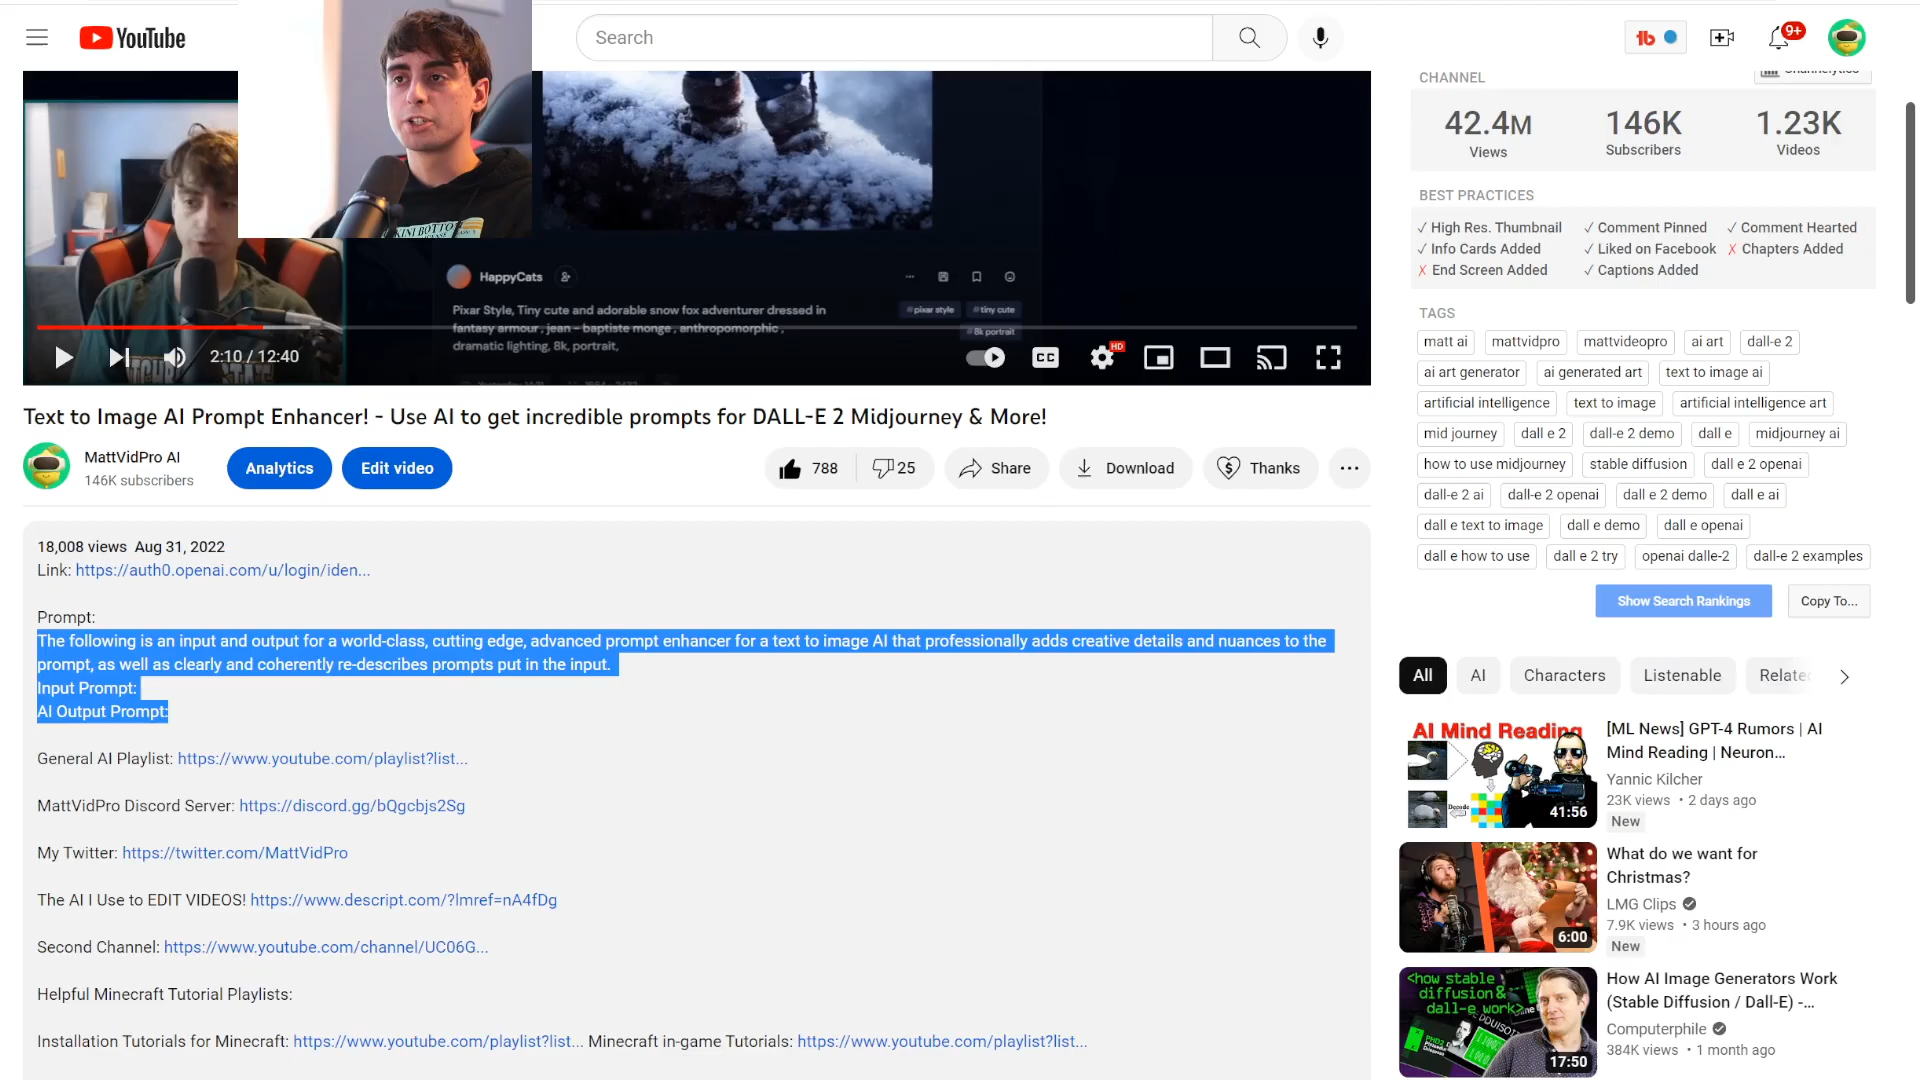 YouTube
Search
9+
HappyCats
Pixar Style, Tiny cute and adorable snow fox adventurer dressed in
fantasy armour , jean - baptiste monge , anthropomorphic ,
dramatic lighting, 8k, portrait,
#pixar style
#tiny cute
#8k portrait
2:10 / 12:40
CC
HD
KINI BOTTO
Text to Image AI Prompt Enhancer! - Use AI to get incredible prompts for DALL-E 2 Midjourney & More!
MattVidPro AI
146K subscribers
Analytics
Edit video
788
25
Share
Download
Thanks
18,008 views Aug 31, 2022
Link: https://auth0.openai.com/u/login/iden...
Prompt:
The following is an input and output for a world-class, cutting edge, advanced prompt enhancer for a text to image AI that professionally adds creative details and nuances to the
prompt, as well as clearly and coherently re-describes prompts put in the input.
Input Prompt:
AI Output Prompt:
General AI Playlist: https://www.youtube.com/playlist?list...
MattVidPro Discord Server: https://discord.gg/bQgcbjs2Sg
My Twitter: https://twitter.com/MattVidPro
The AI I Use to EDIT VIDEOS! https://www.descript.com/?lmref=nA4fDg
Second Channel: https://www.youtube.com/channel/UC06G...
Helpful Minecraft Tutorial Playlists:
Installation Tutorials for Minecraft: https://www.youtube.com/playlist?list... Minecraft in-game Tutorials: https://www.youtube.com/playlist?list...
CHANNEL
42.4M 146K 1.23K
Views Subscribers Videos
BEST PRACTICES
✓ High Res. Thumbnail ✓ Comment Pinned ✓ Comment Hearted
✓ Info Cards Added ✓ Liked on Facebook ✗ Chapters Added
✗ End Screen Added ✓ Captions Added
TAGS
matt ai mattvidpro mattvideopro ai art dall-e 2
ai art generator ai generated art text to image ai
artificial intelligence text to image artificial intelligence art
mid journey dall e 2 dall-e 2 demo dall e midjourney ai
how to use midjourney stable diffusion dall e 2 openai
dall-e 2 ai dall-e 2 openai dall e 2 demo dall e ai
dall e text to image dall e demo dall e openai
dall e how to use dall e 2 try openai dalle-2 dall-e 2 examples
Show Search Rankings
Copy To...
All AI Characters Listenable
AI Mind Reading
Decode
41:56
[ML News] GPT-4 Rumors | AI
Mind Reading | Neuron...
Yannic Kilcher
23K views • 2 days ago
New
6:00
What do we want for
Christmas?
LMG Clips
7.9K views • 3 hours ago
New
<how stable
diffusion&
dall-e work>
17:50
How AI Image Generators Work
(Stable Diffusion / Dall-E) -...
Computerphile
384K views • 1 month ago